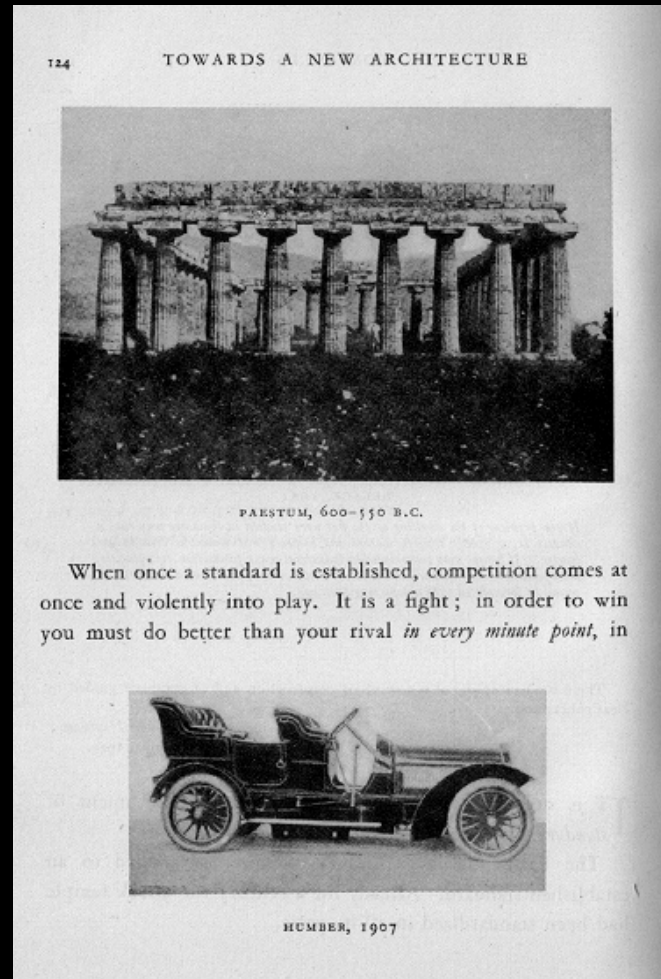 124
TOWARDS A NEW ARCHITECTURE
PAESTUM, 600–550 B.C.
When once a standard is established, competition comes at
once and violently into play. It is a fight ; in order to win
you must do better than your rival in every minute point, in
HUMBER, 1907